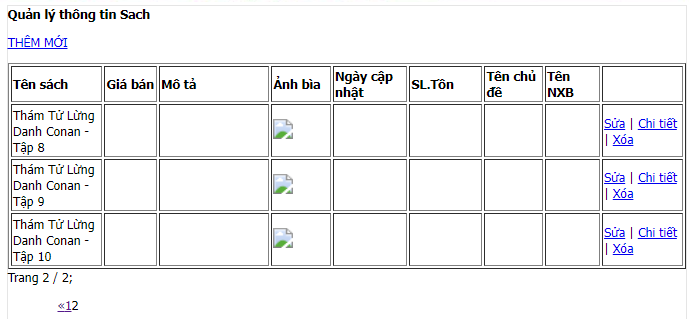 Quản lý thông tin Sach
THÊM MỚI
Tên sách Giá bán Mô tả Ảnh bìa Ngày cập nhật SL.Tồn Tên chủ đề Tên NXB
Thám Tử Lừng
Danh Conan -
Tập 8
Sửa | Chi tiết
| Xóa
Thám Tử Lừng
Danh Conan -
Tập 9
Sửa | Chi tiết
| Xóa
Thám Tử Lừng
Danh Conan -
Tập 10
Sửa | Chi tiết
| Xóa
Trang 2 / 2;
«12